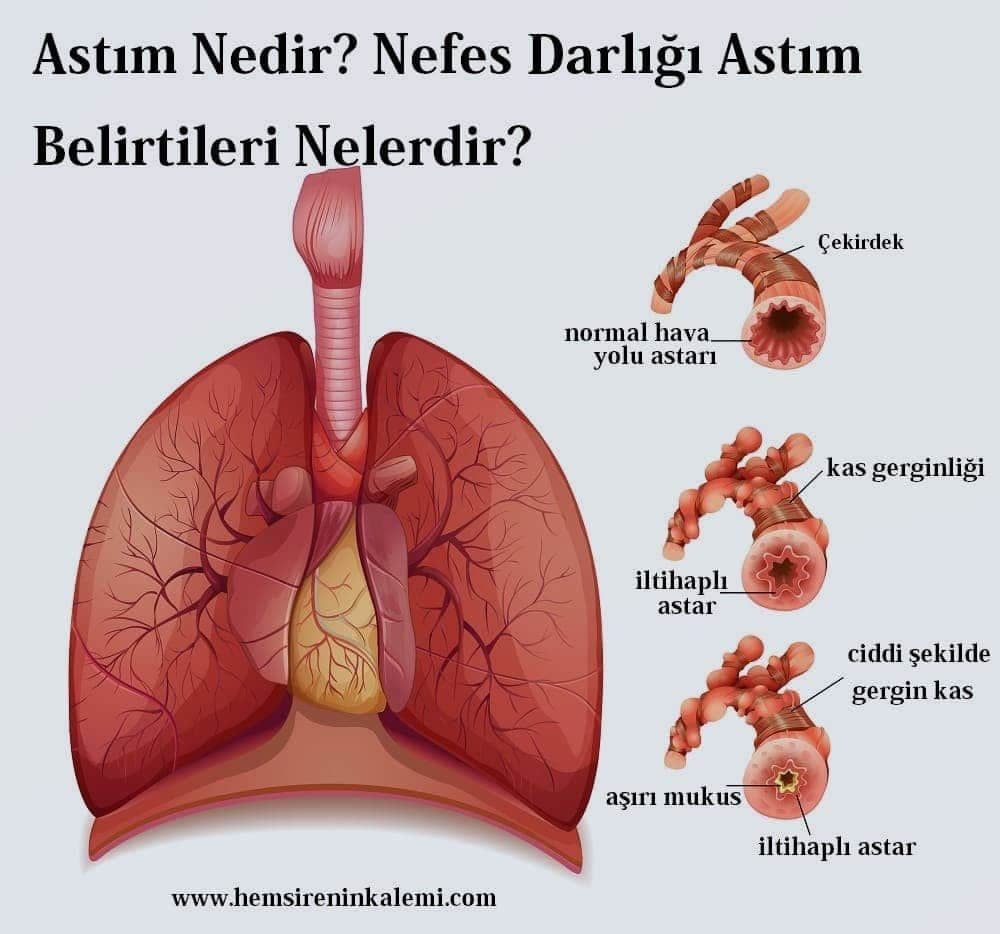 Astım Nedir? Nefes Darlığı Astım
Belirtileri Nelerdir?
Çekirdek
normal hava
yolu astarı
kas gerginliği
iltihaplı
astar
ciddi şekilde
gergin kas
aşırı mukus
iltihaplı astar
www.hemsireninkalemi.com